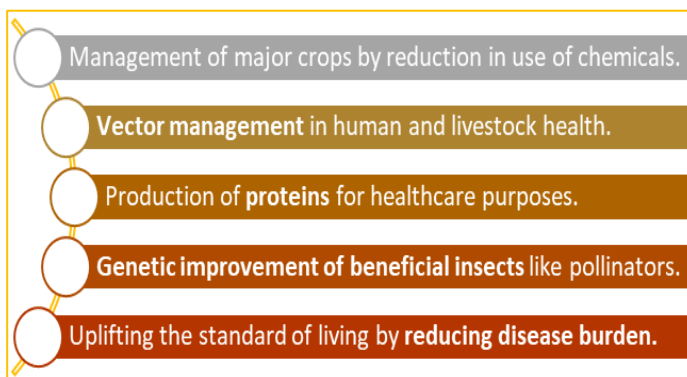 Management of major crops by reduction in use of chemicals.
Vector management in human and livestock health.
Production of proteins for healthcare purposes.
Genetic improvement of beneficial insects like pollinators.
Uplifting the standard of living by reducing disease burden.